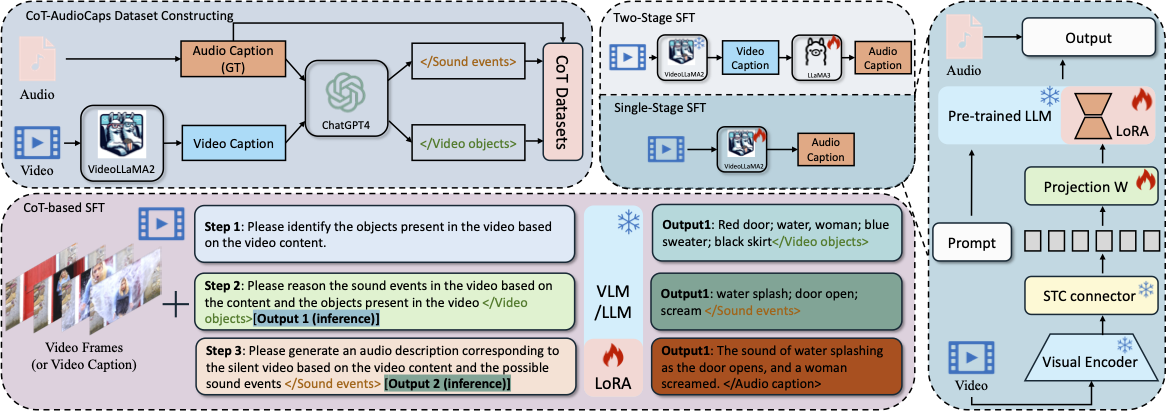 CoT-AudioCaps Dataset Constructing
Audio
Audio Caption
(GT)
Video
VideoLLaMA2
Video Caption
ChatGPT4
</Sound events>
</Video objects>
CoT Datasets
Two-Stage SFT
VideoLLaMA2
Video
Caption
LLaMA3
Audio
Caption
Single-Stage SFT
VideoLLaMA2
Audio
Caption
CoT-based SFT
Video Frames
(or Video Caption)
Step 1: Please identify the objects present in the video based
on the video content.
Step 2: Please reason the sound events in the video based on
the content and the objects present in the video </Video
objects>[Output 1 (inference)]
Step 3: Please generate an audio description corresponding to
the silent video based on the video content and the possible
sound events </Sound events> [Output 2 (inference)]
VLM
/LLM
LoRA
Output1: Red door; water, woman; blue
sweater; black skirt</Video objects>
Output1: water splash; door open;
scream </Sound events>
Output1: The sound of water splashing
as the door opens, and a woman
screamed. </Audio caption>
Audio
Output
Pre-trained LLM
LoRA
Projection W
Prompt
STC connector
Visual Encoder
Video